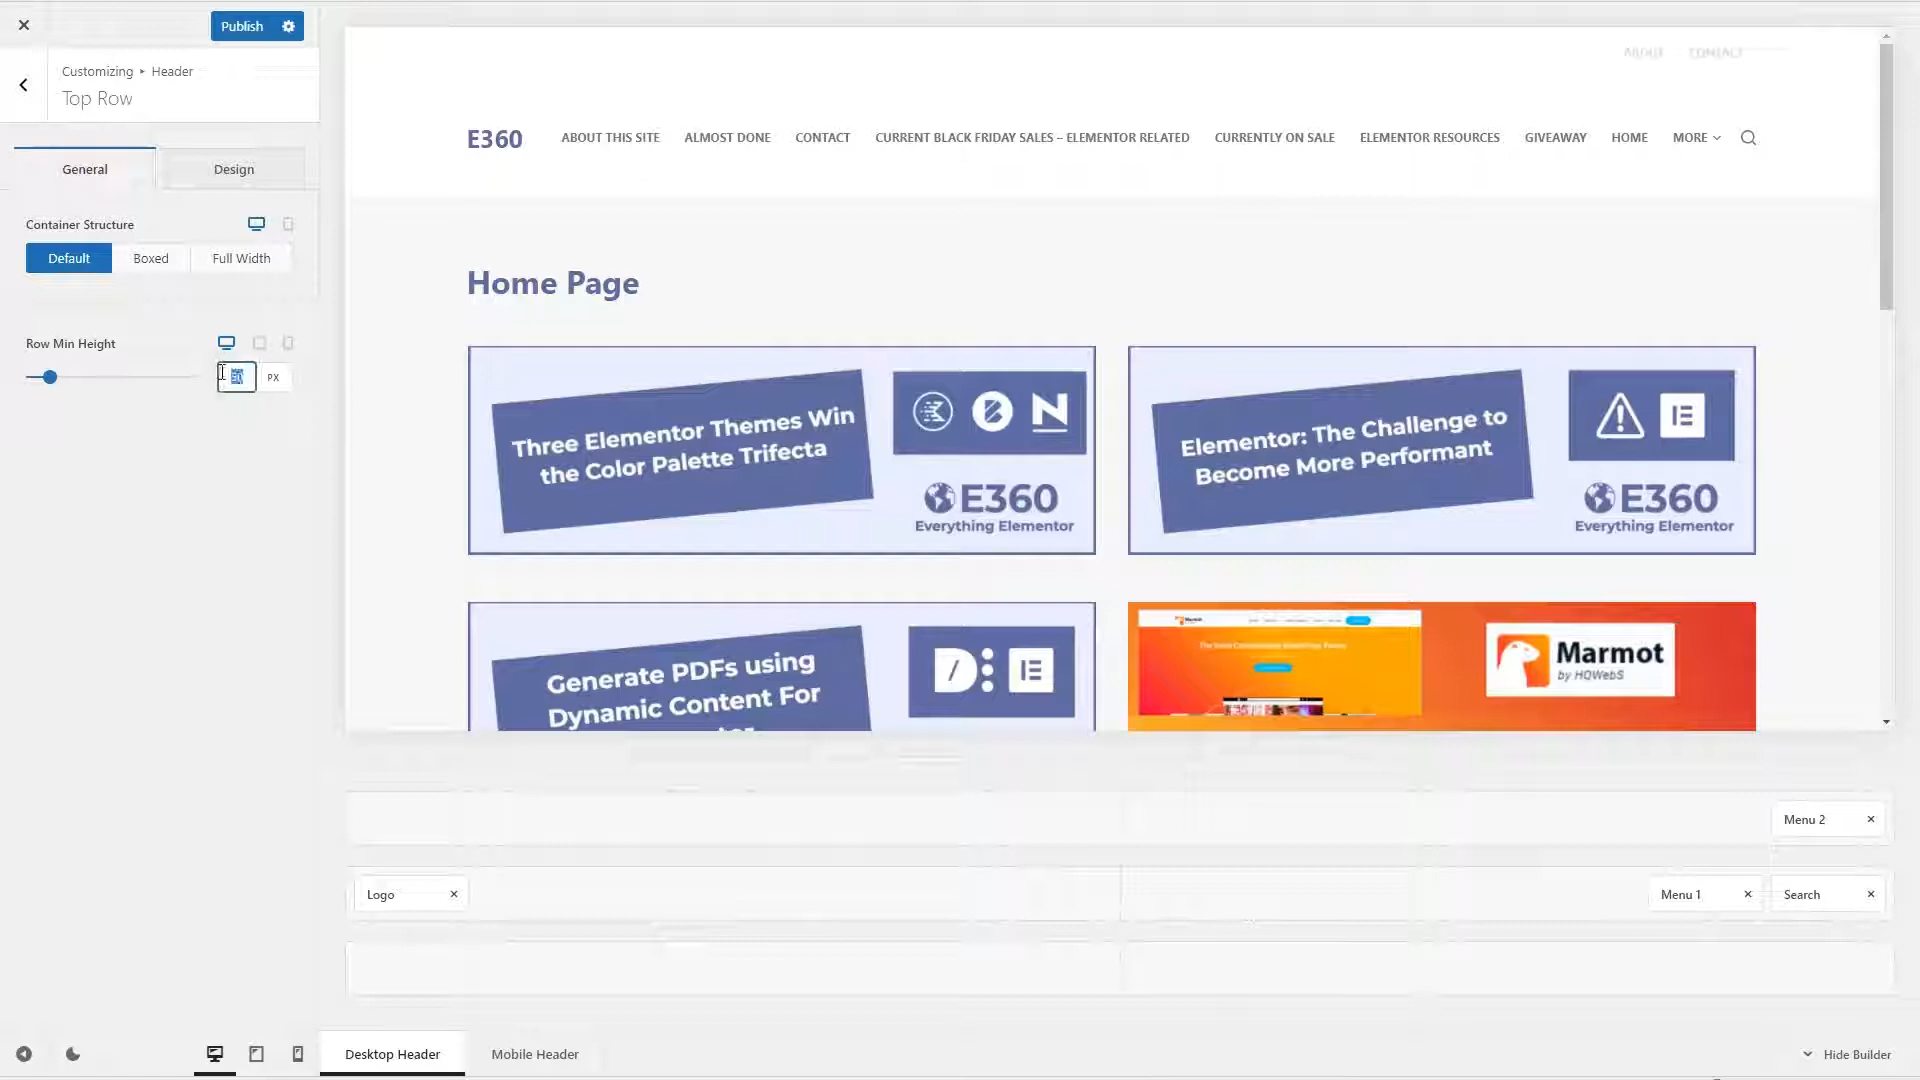 Publish
Customizing ▸ Header
Top Row
General
Design
Container Structure
Default
Boxed
Full Width
Row Min Height
PX
ABOUT
CONTACT
E360
ABOUT THIS SITE
ALMOST DONE
CONTACT
CURRENT BLACK FRIDAY SALES – ELEMENTOR RELATED
CURRENTLY ON SALE
ELEMENTOR RESOURCES
GIVEAWAY
HOME
MORE
Home Page
Three Elementor Themes Win
the Color Palette Trifecta
E360
Everything Elementor
Elementor: The Challenge to
Become More Performant
E360
Everything Elementor
Generate PDFs using
Dynamic Content For
Marmot
by HQWebS
Menu 2
Logo
Menu 1
Search
Desktop Header
Mobile Header
Hide Builder